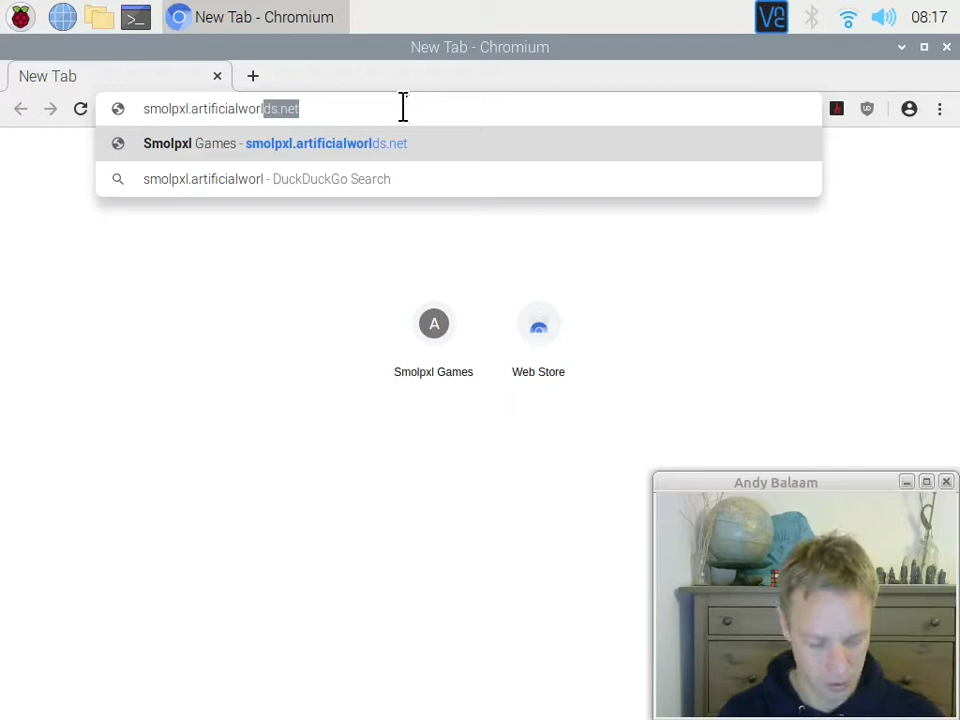 New Tab - Chromium
08:17
New Tab - Chromium
New Tab
smolpxl.artificialworlds.net
Smolpxl Games - smolpxl.artificialworlds.net
smolpxl.artificialworl - DuckDuckGo Search
A
Smolpxl Games
Web Store
Andy Balaam